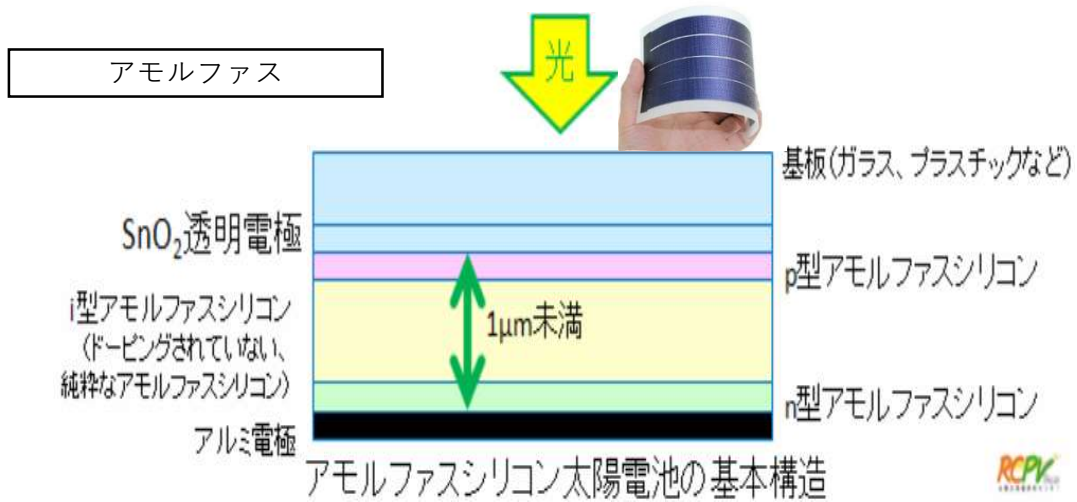 アモルファス
光
基板(ガラス、プラスチックなど)
SnO₂透明電極
p型アモルファスシリコン
i型アモルファスシリコン
(ドーピングされていない、
純粋なアモルファスシリコン)
1μm未満
n型アモルファスシリコン
アルミ電極
アモルファスシリコン太陽電池の基本構造
RCPV